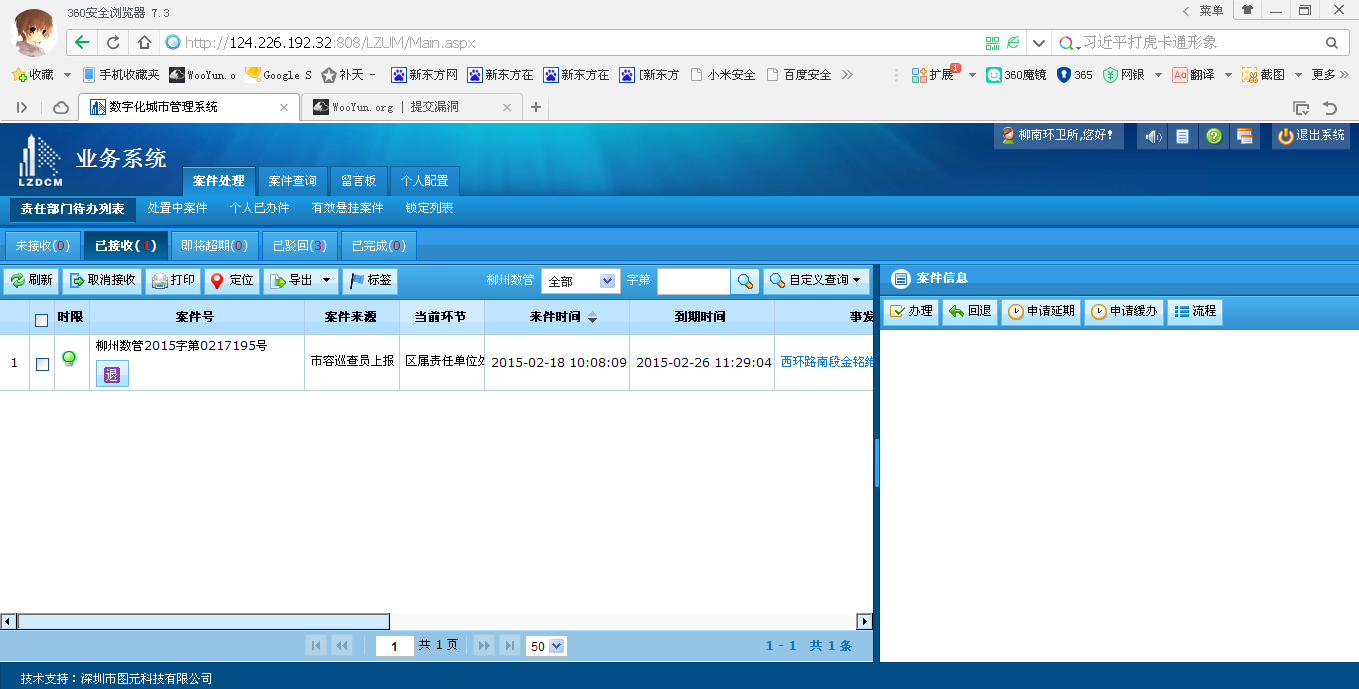 360安全浏览器 7.3
菜单
http://124.226.192.32:808/LZUM/Main.aspx
习近平打虎卡通形象
收藏 手机收藏夹 WooYun.o Google S 补天 - 新东方网 新东方在 新东方在 [新东方 小米安全 百度安全 扩展 1 360魔镜 365 网银 Aa 翻译 截图 更多
数字化城市管理系统 WooYun.org | 提交漏洞
柳南环卫所,您好! 退出系统
LZDCM 业务系统
案件处理 案件查询 留言板 个人配置
责任部门待办列表 处置中案件 个人已办件 有效悬挂案件 锁定列表
未接收(0) 已接收(1) 即将超期(0) 已驳回(3) 已完成(0)
刷新 取消接收 打印 定位 导出 标签 柳州数管 全部 字第 自定义查询
案件信息
办理 回退 申请延期 申请缓办 流程
时限 案件号 案件来源 当前环节 来件时间 到期时间 事发
1 柳州数管2015字第0217195号 市容巡查员上报 区属责任单位处 2015-02-18 10:08:09 2015-02-26 11:29:04 西环路南段金铭维
退
1 共 1 页 50 1 - 1 共 1 条
技术支持：深圳市图元科技有限公司